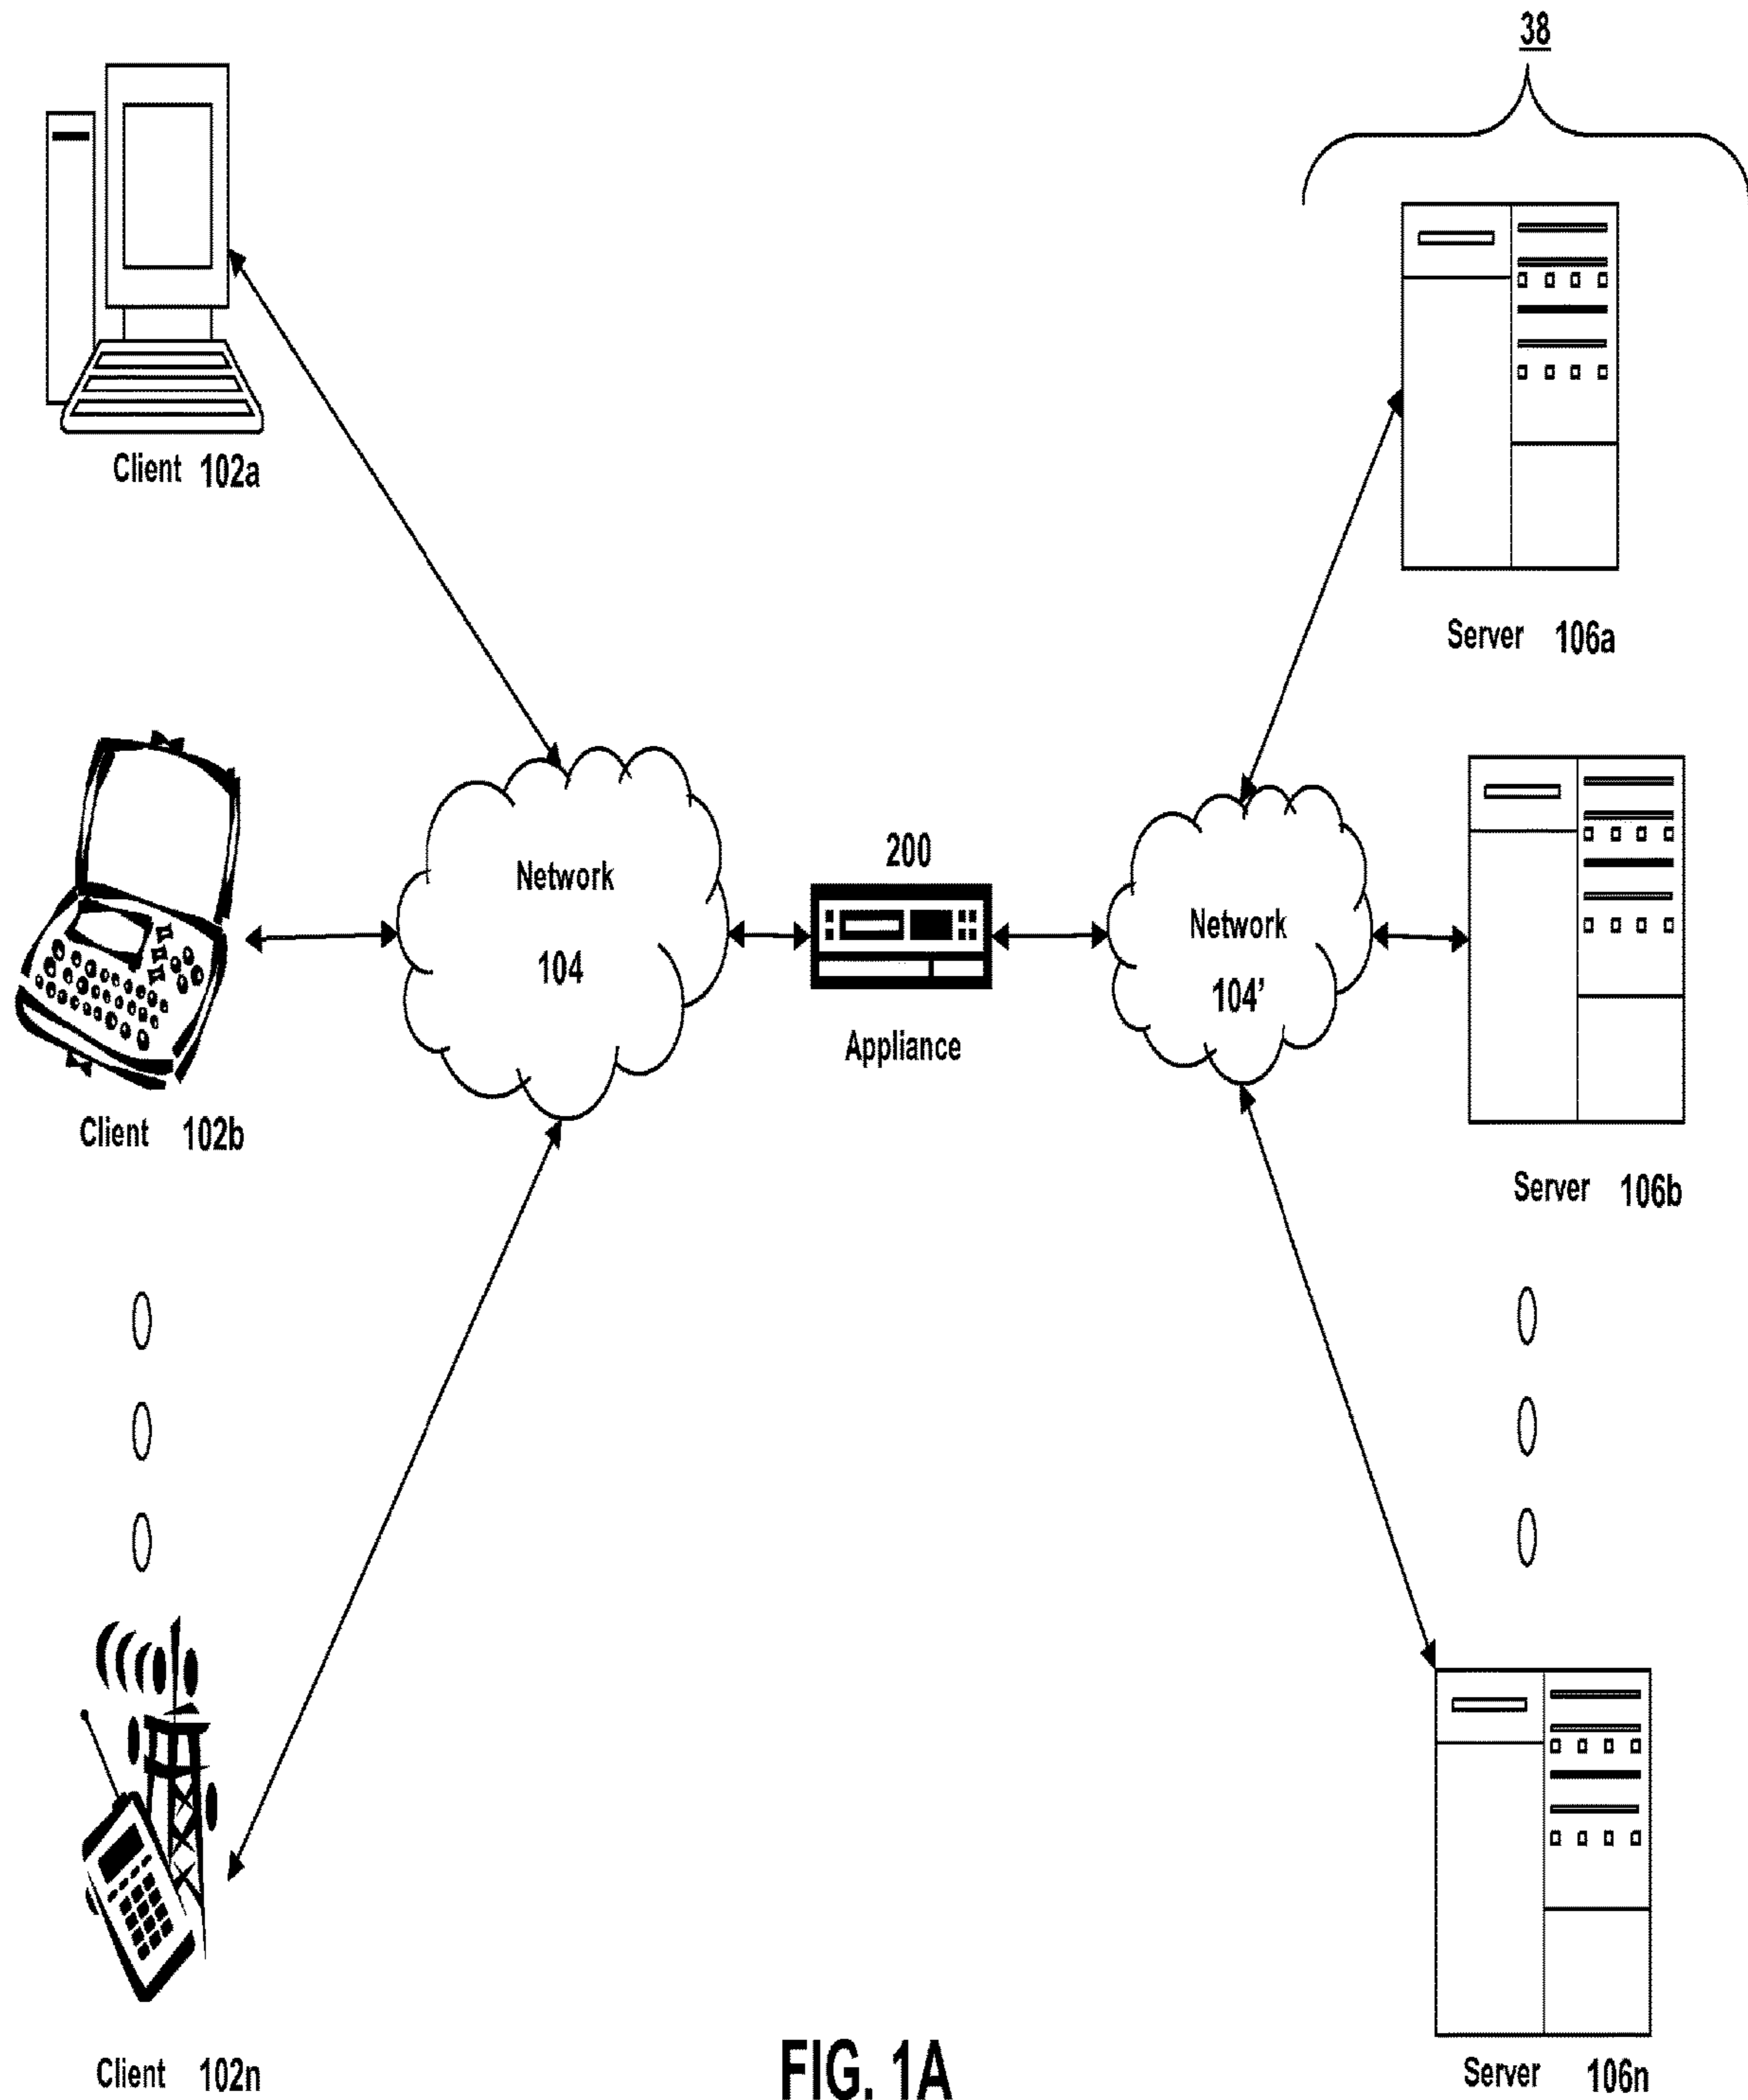 38
Client 102a
Server 106a
Network
104
200
Appliance
Network
104’
Client 102b
Server 106b
Client 102n
Server 106n
FIG. 1A